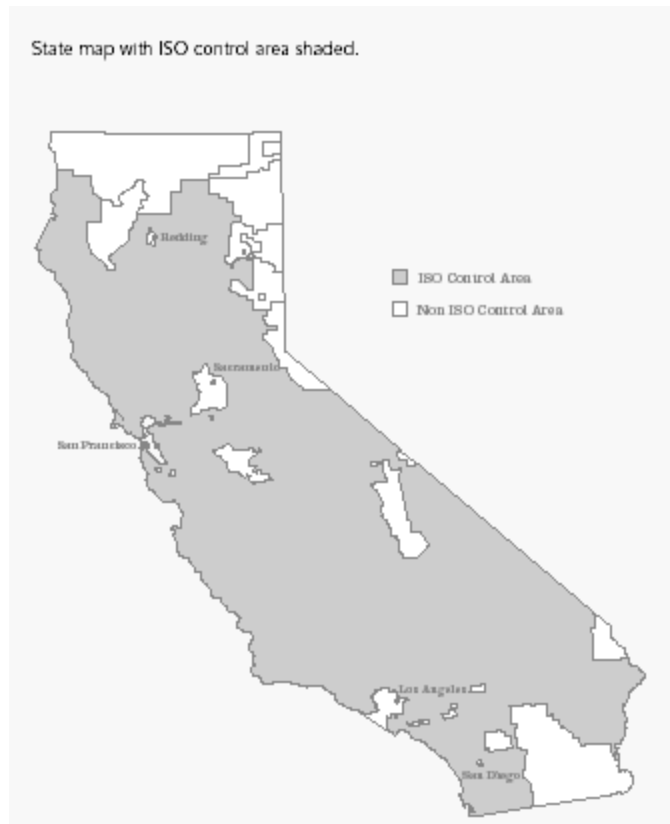 State map with ISO control area shaded.
Redding
ISO Control Area
Non ISO Control Area
Sacramento
San Francisco
Los Angeles
San Diego